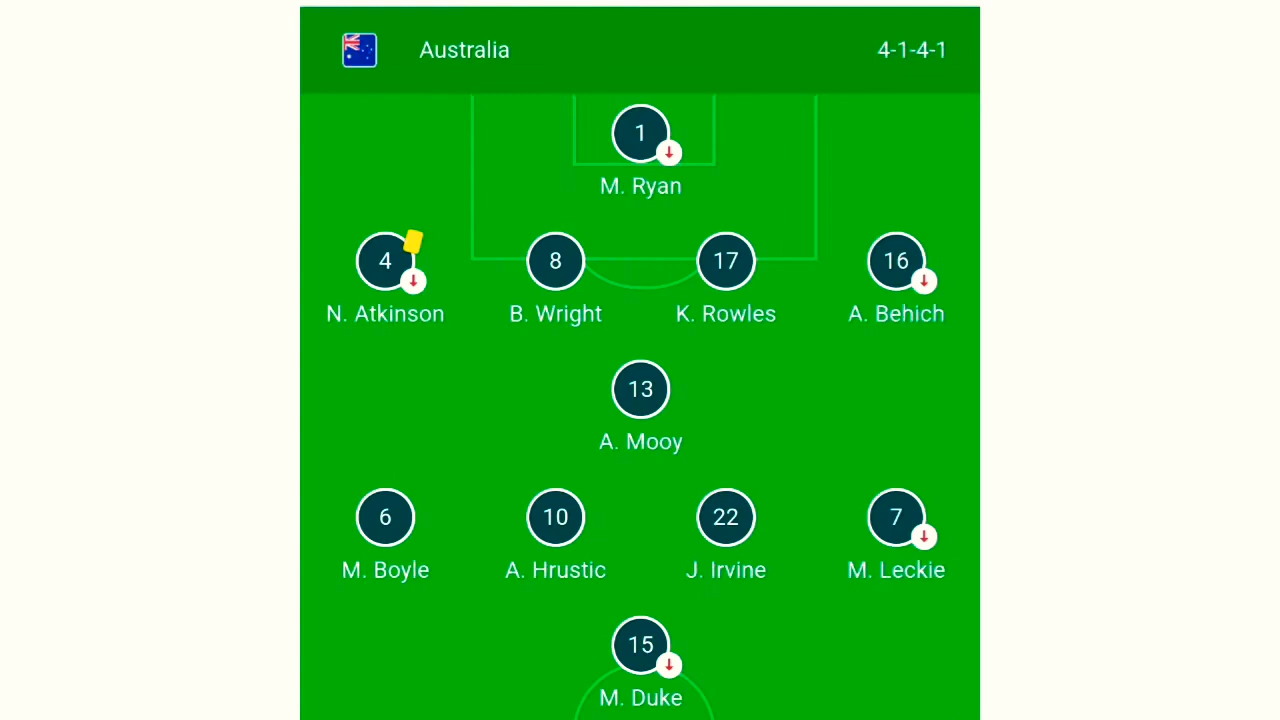 Australia 4-1-4-1
1
M. Ryan
4 8 17 16
N. Atkinson B. Wright K. Rowles A. Behich
13
A. Mooy
6 10 22 7
M. Boyle A. Hrustic J. Irvine M. Leckie
15
M. Duke